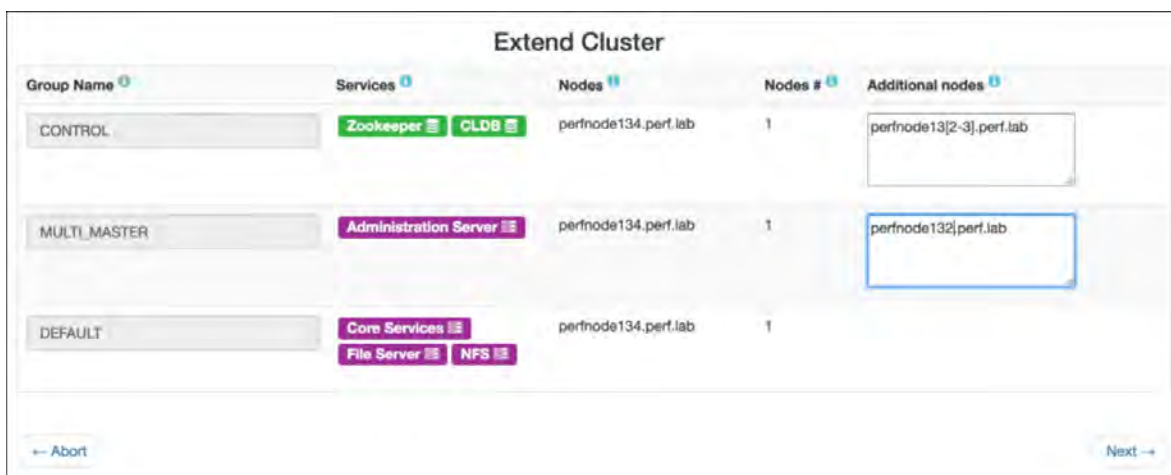 Extend Cluster
Group Name Services Nodes Nodes # Additional nodes
CONTROL Zookeeper CLDB perfnode134.perf.lab 1 perfnode13[2-3].perf.lab
MULTI_MASTER Administration Server perfnode134.perf.lab 1 perfnode132.perf.lab
DEFAULT Core Services perfnode134.perf.lab 1
File Server NFS
← Abort Next →